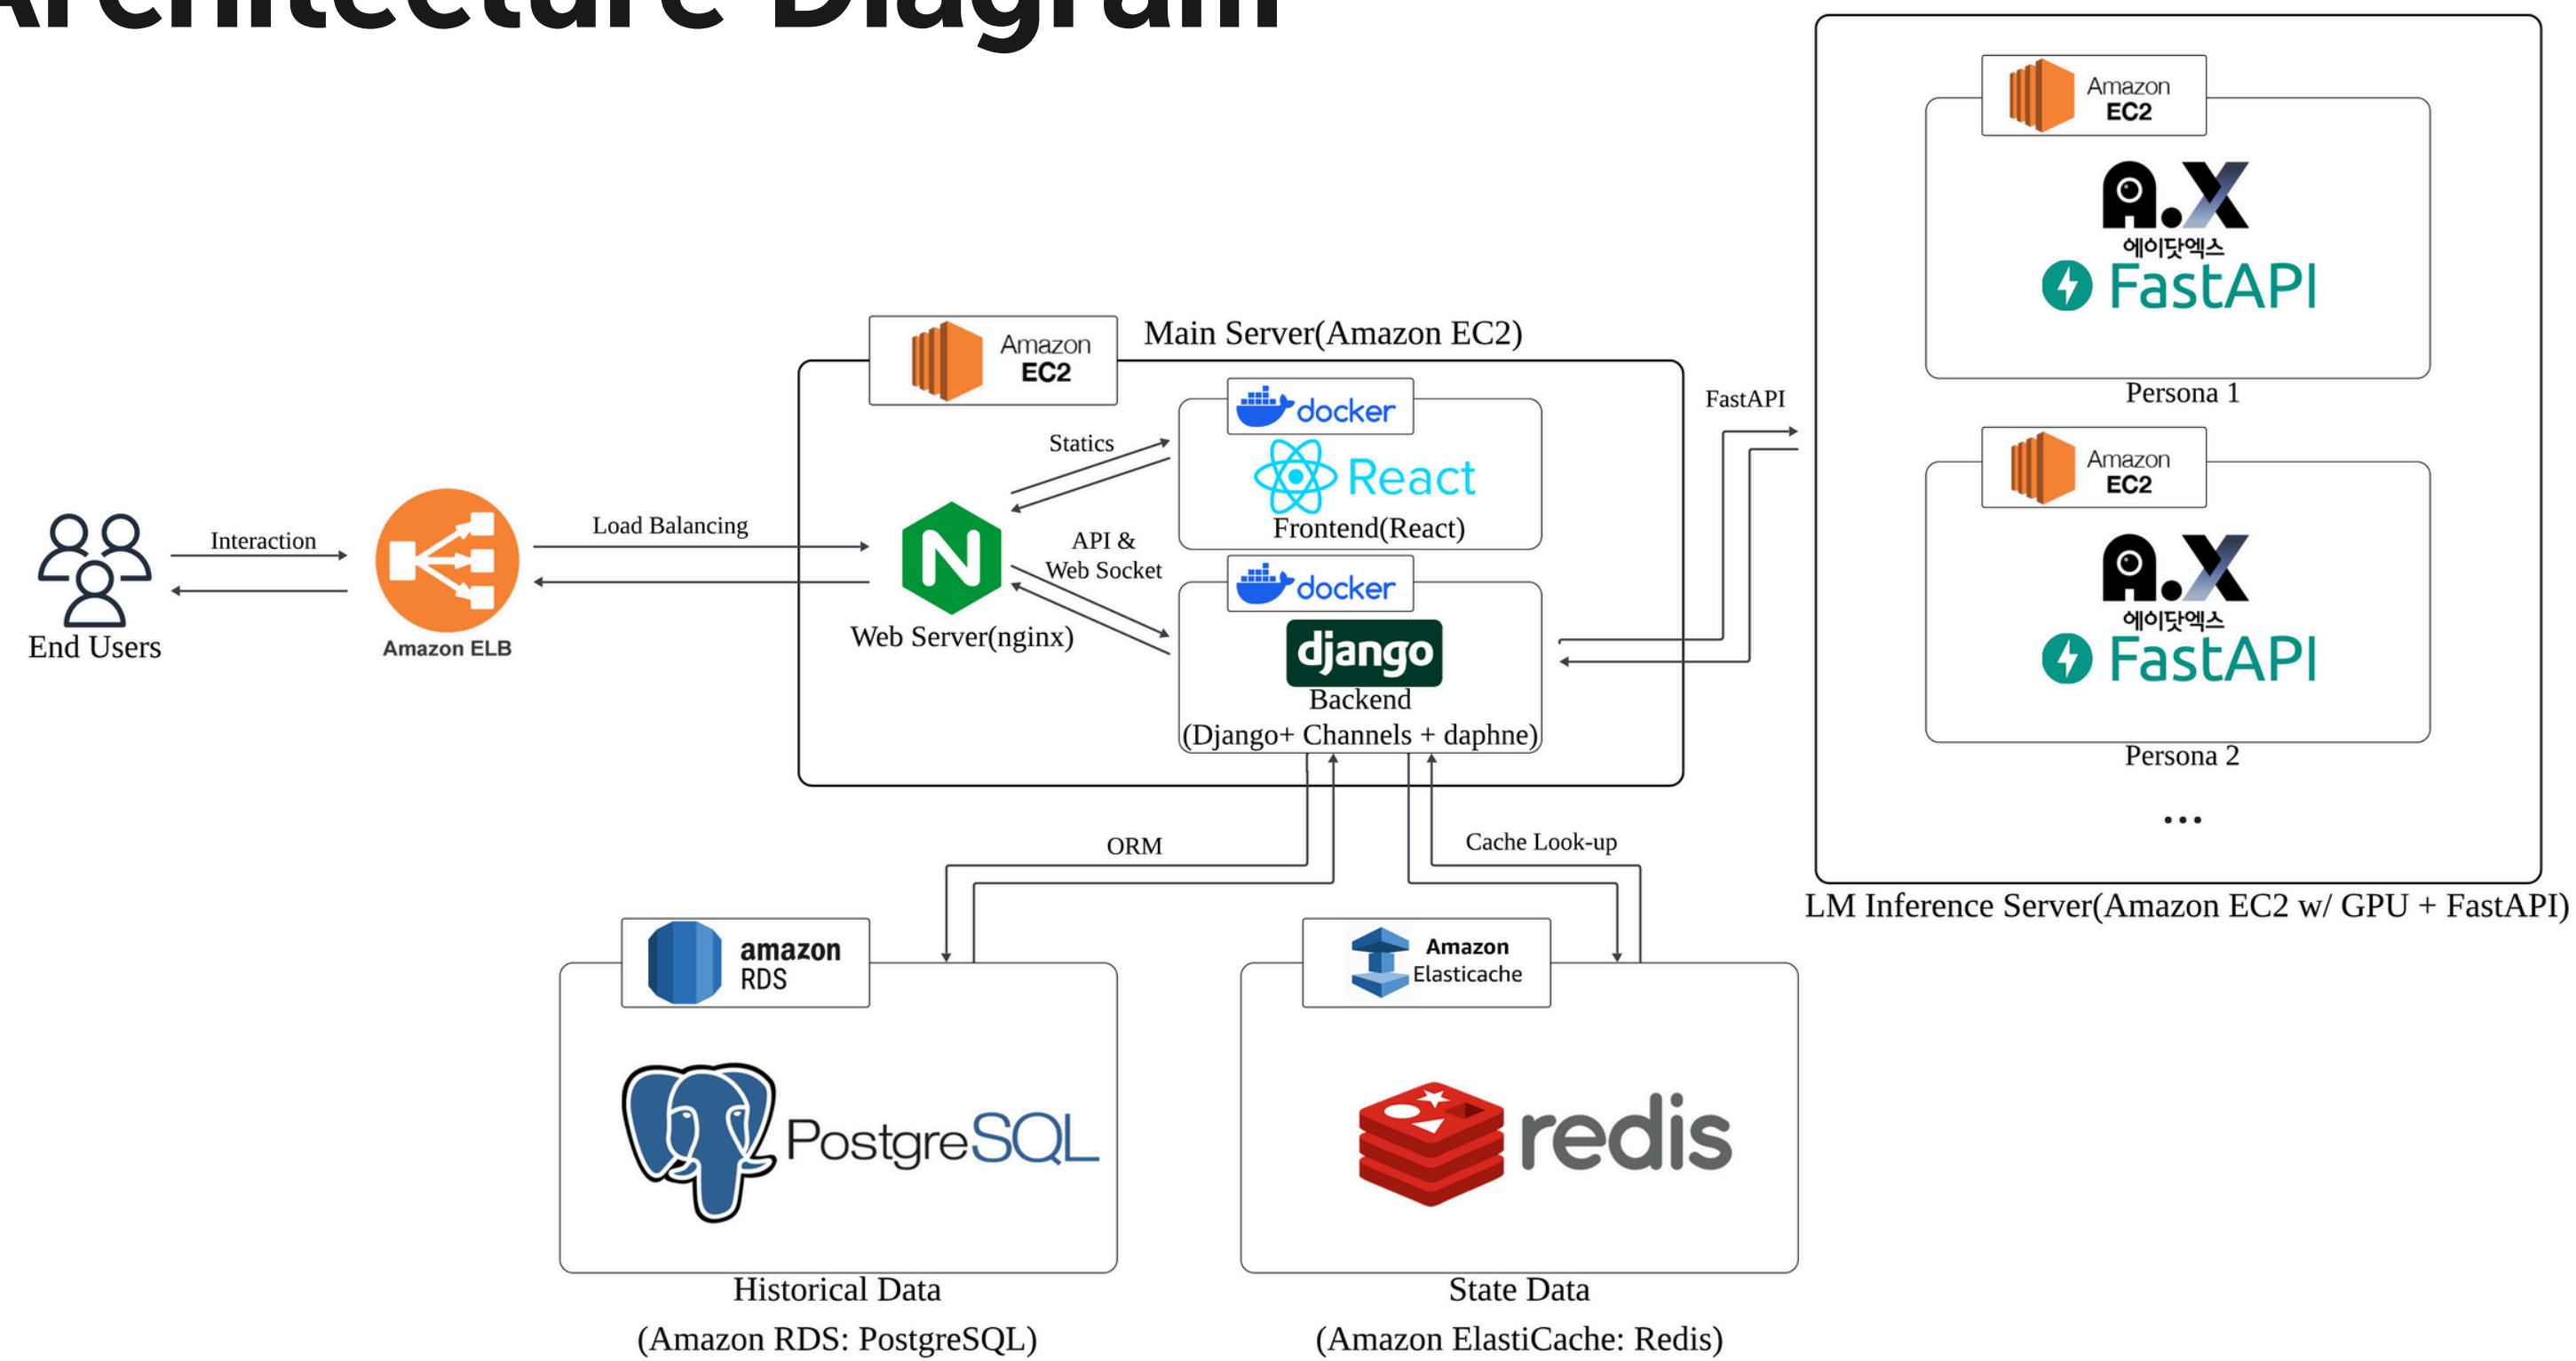 Architecture Diagram
End Users
Interaction
Amazon ELB
Load Balancing
Amazon
EC2
Main Server(Amazon EC2)
Web Server(nginx)
Statics
API &
Web Socket
docker
React
Frontend(React)
docker
django
Backend
(Django+ Channels + daphne)
FastAPI
Amazon
EC2
A.X
에이닷엑스
FastAPI
Persona 1
Amazon
EC2
A.X
에이닷엑스
FastAPI
Persona 2
...
LM Inference Server(Amazon EC2 w/ GPU + FastAPI)
ORM
Cache Look-up
amazon
RDS
PostgreSQL
Historical Data
(Amazon RDS: PostgreSQL)
Amazon
Elasticache
redis
State Data
(Amazon ElastiCache: Redis)